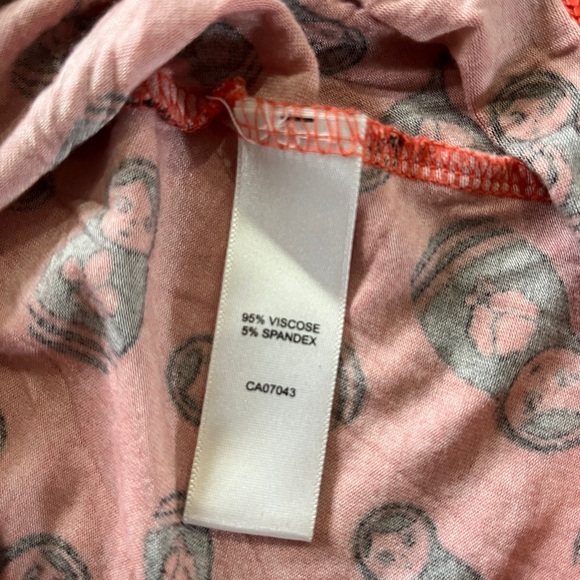 95% VISCOSE
5% SPANDEX
CA07043